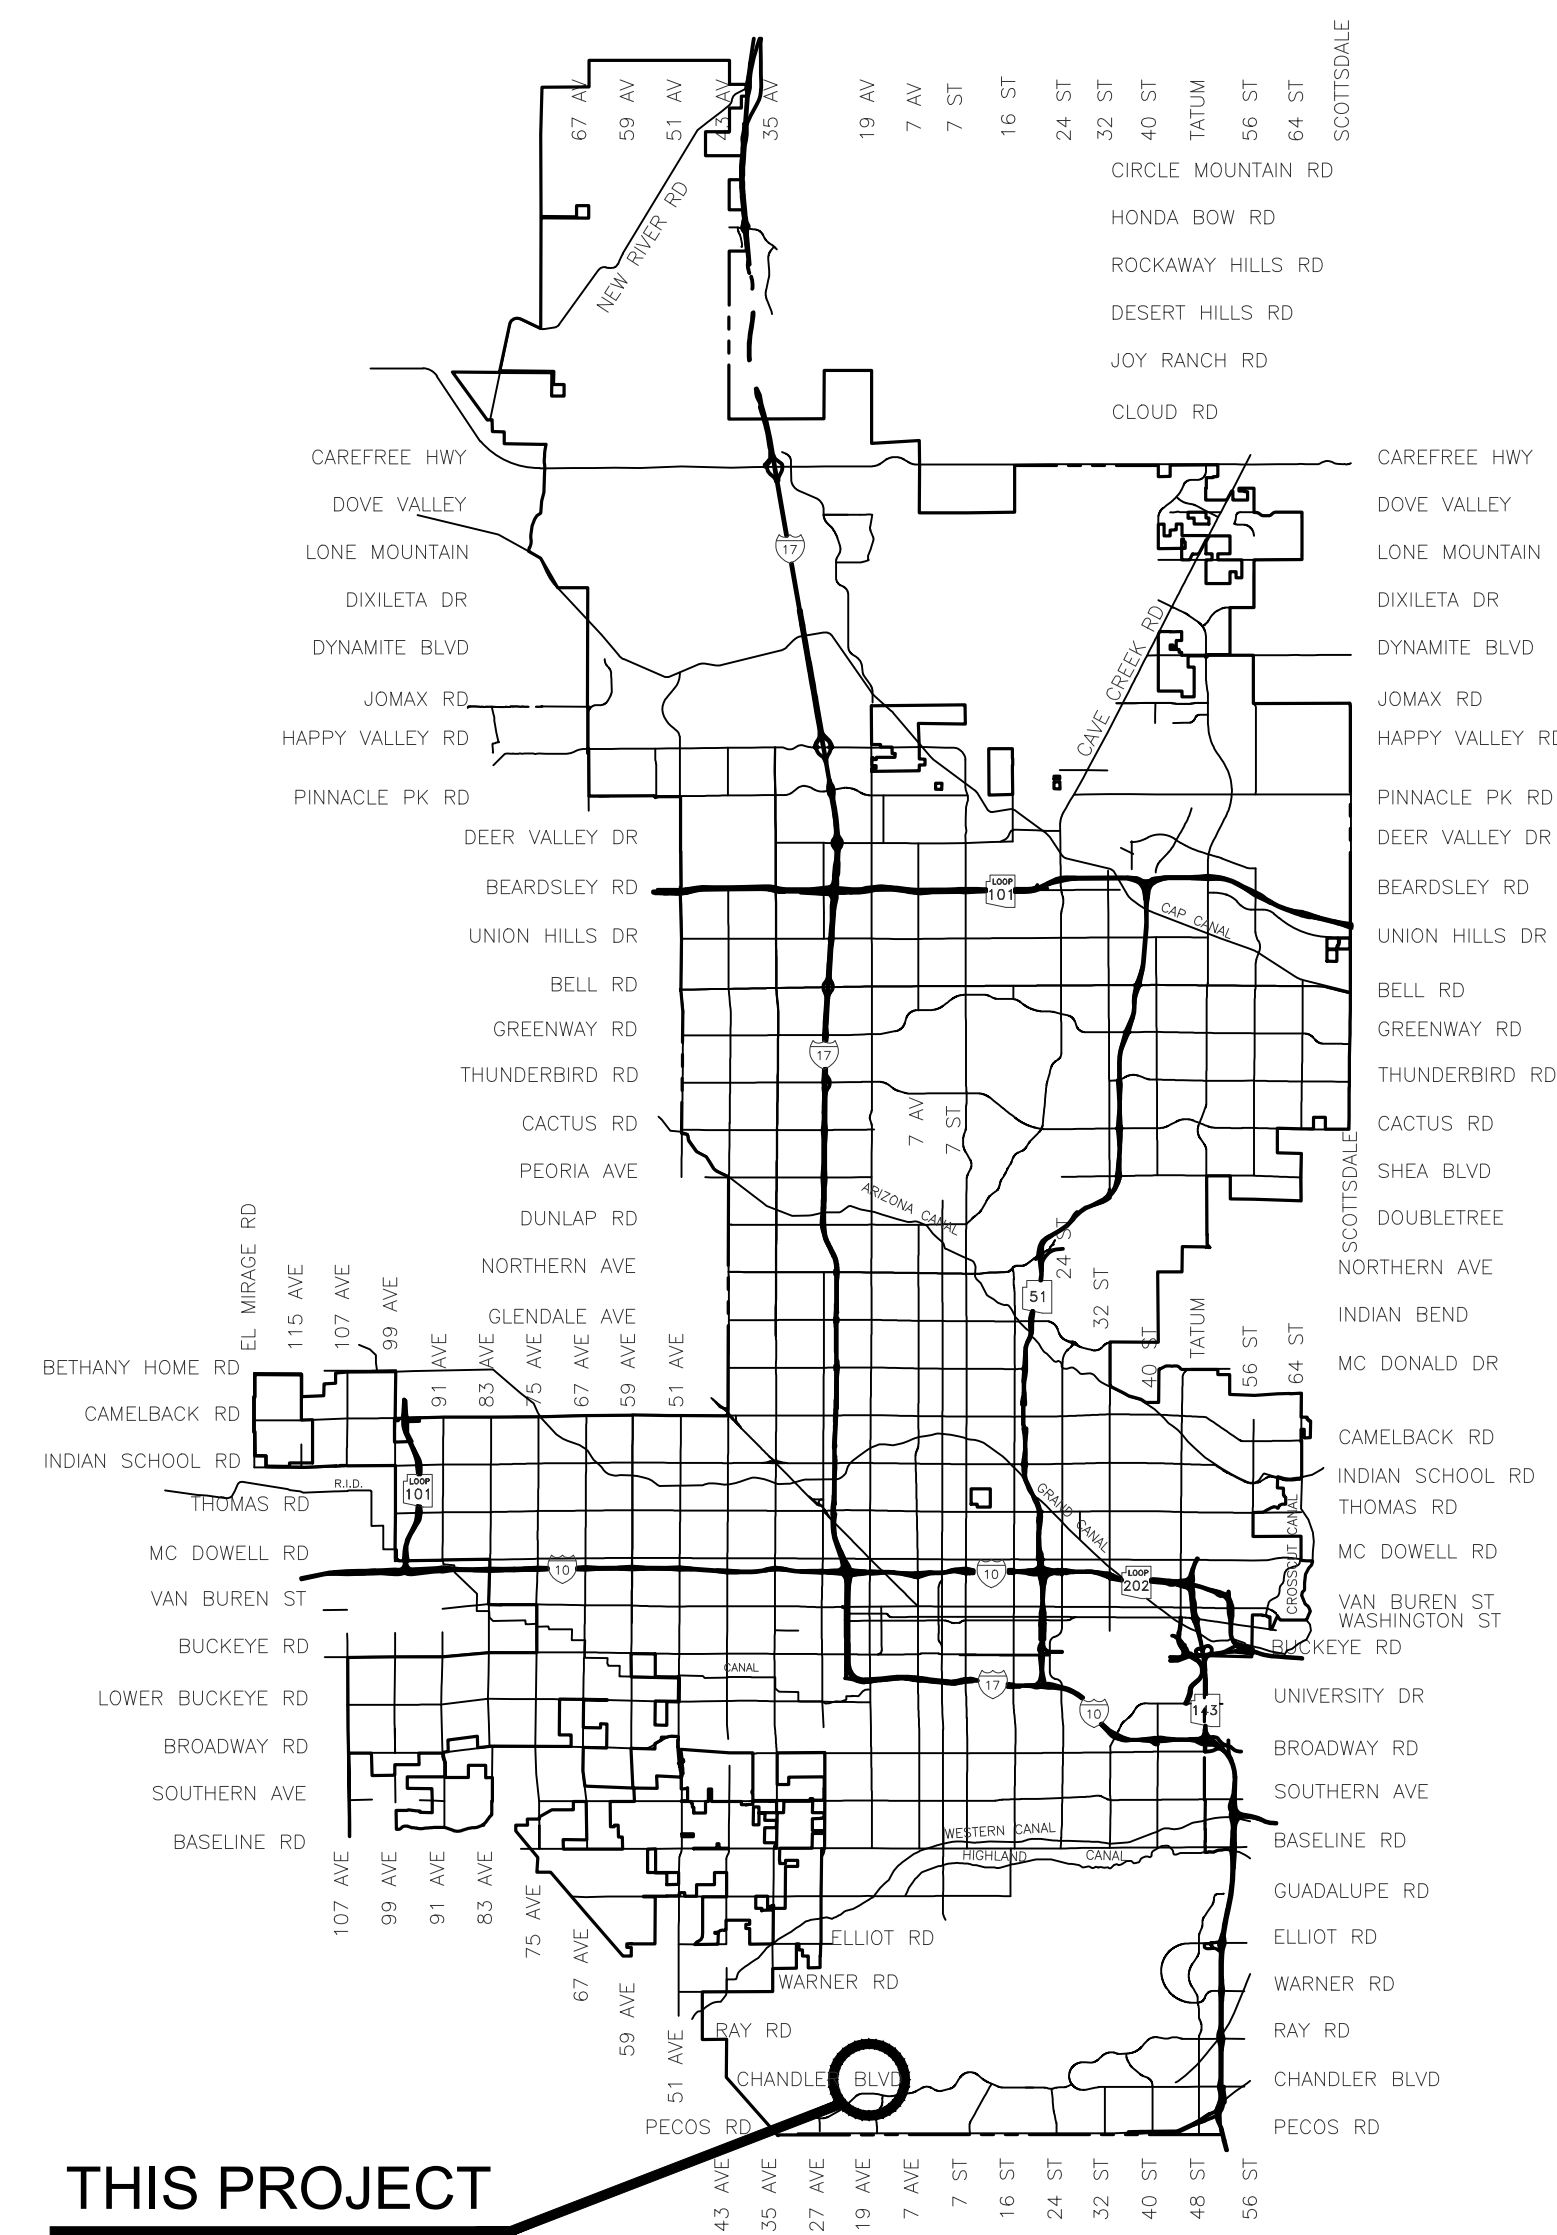 67 AV
59 AV
51 AV
43 AV
35 AV
19 AV
7 AV
7 ST
16 ST
24 ST
32 ST
40 ST
TATUM
56 ST
64 ST
SCOTTSDALE
CIRCLE MOUNTAIN RD
HONDA BOW RD
NEW RIVER RD
ROCKAWAY HILLS RD
DESERT HILLS RD
JOY RANCH RD
CLOUD RD
CAREFREE HWY
CAREFREE HWY
DOVE VALLEY
DOVE VALLEY
17
LONE MOUNTAIN
LONE MOUNTAIN
DIXILETA DR
DIXILETA DR
DYNAMITE BLVD
DYNAMITE BLVD
CAVE CREEK RD
JOMAX RD
JOMAX RD
HAPPY VALLEY RD
HAPPY VALLEY RD
PINNACLE PK RD
PINNACLE PK RD
DEER VALLEY DR
DEER VALLEY DR
BEARDSLEY RD
LOOP
101
BEARDSLEY RD
CAP CANAL
UNION HILLS DR
UNION HILLS DR
BELL RD
BELL RD
GREENWAY RD
GREENWAY RD
17
THUNDERBIRD RD
THUNDERBIRD RD
7 AV
7 ST
CACTUS RD
CACTUS RD
SCOTTSDALE
PEORIA AVE
SHEA BLVD
ARIZONA CANAL
DUNLAP RD
DOUBLETREE
24 ST
NORTHERN AVE
NORTHERN AVE
51
32 ST
GLENDALE AVE
INDIAN BEND
EL MIRAGE RD
115 AVE
107 AVE
99 AVE
91 AVE
83 AVE
75 AVE
67 AVE
59 AVE
51 AVE
40 ST
TATUM
56 ST
64 ST
BETHANY HOME RD
MC DONALD DR
CAMELBACK RD
CAMELBACK RD
INDIAN SCHOOL RD
INDIAN SCHOOL RD
R.I.D.
LOOP
101
THOMAS RD
THOMAS RD
GRAND CANAL
CROSSCUT CANAL
MC DOWELL RD
MC DOWELL RD
10
10
LOOP
202
VAN BUREN ST
VAN BUREN ST
WASHINGTON ST
BUCKEYE RD
BUCKEYE RD
CANAL
17
LOWER BUCKEYE RD
UNIVERSITY DR
10
143
BROADWAY RD
BROADWAY RD
SOUTHERN AVE
SOUTHERN AVE
WESTERN CANAL
BASELINE RD
BASELINE RD
HIGHLAND CANAL
GUADALUPE RD
107 AVE
99 AVE
91 AVE
83 AVE
75 AVE
67 AVE
59 AVE
51 AVE
ELLIOT RD
ELLIOT RD
WARNER RD
WARNER RD
RAY RD
RAY RD
CHANDLER BLVD
CHANDLER BLVD
PECOS RD
PECOS RD
THIS PROJECT
43 AVE
35 AVE
27 AVE
19 AVE
7 AVE
7 ST
16 ST
24 ST
32 ST
40 ST
48 ST
56 ST